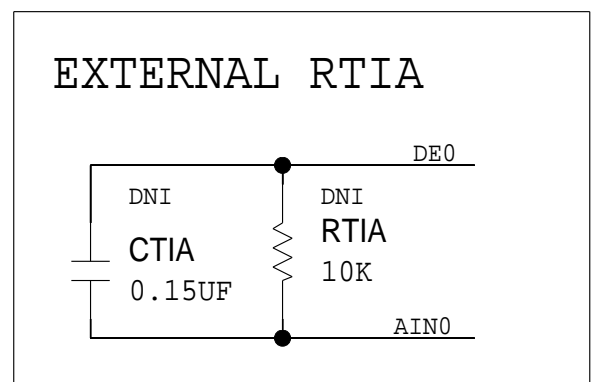 EXTERNAL RTIA
DE0
DNI
CTIA
0.15UF
DNI
RTIA
10K
AIN0